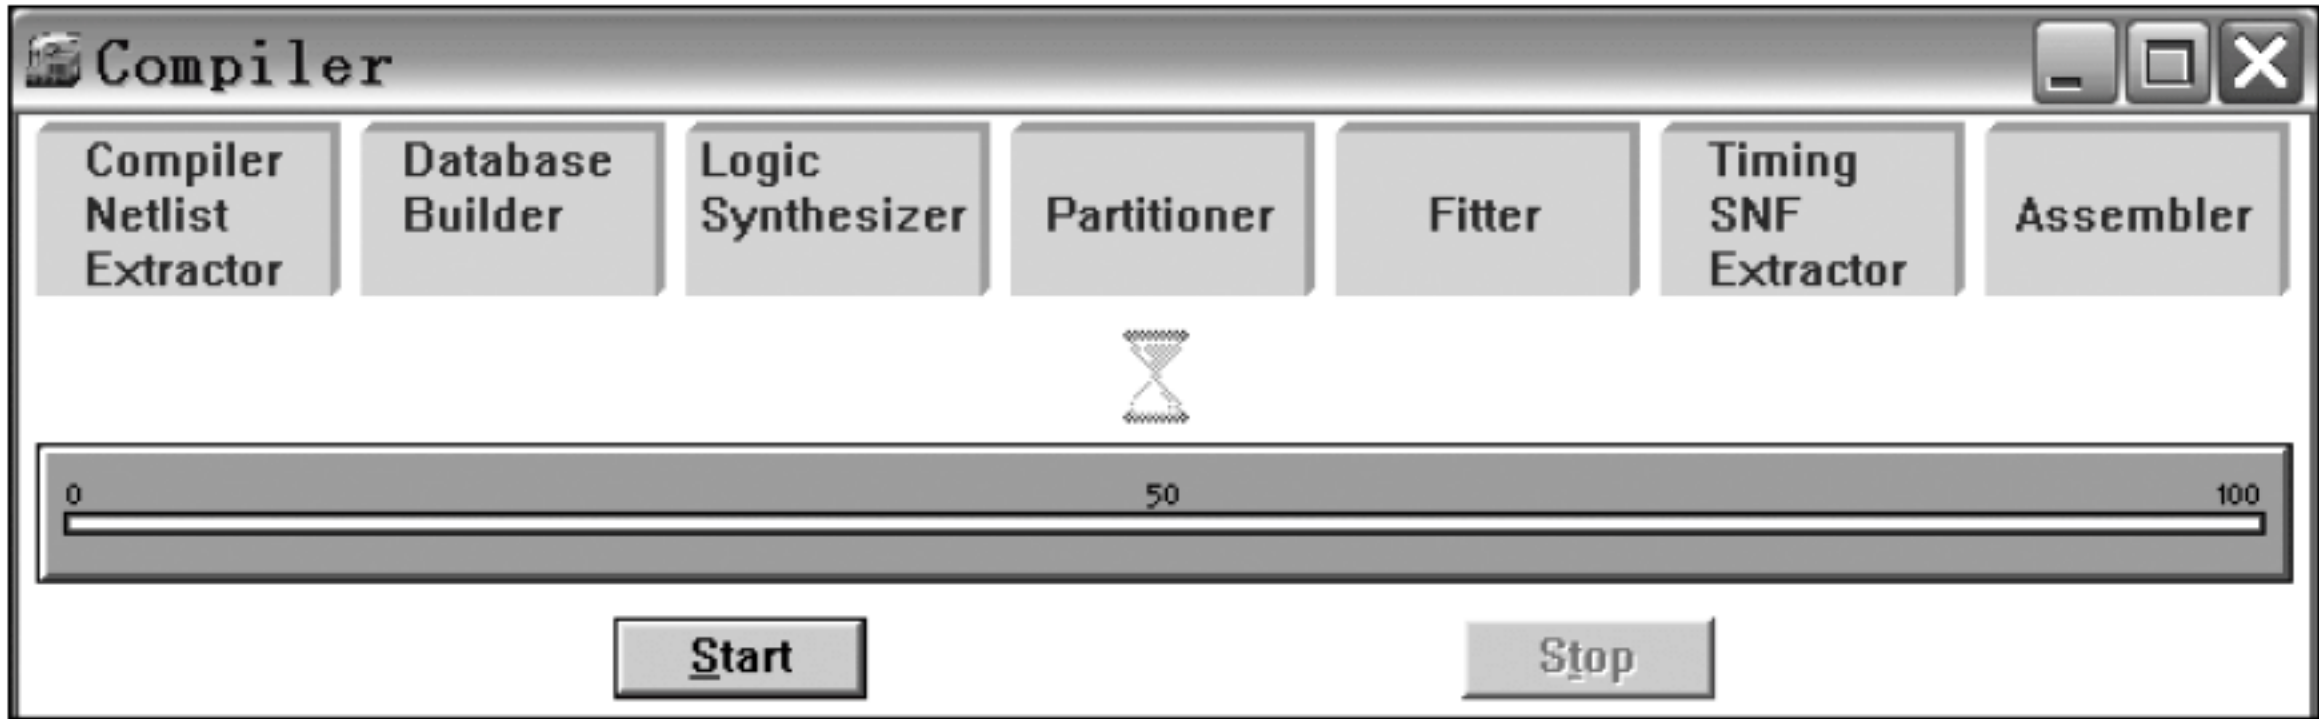 Compiler
Compiler
Netlist
Extractor
Database
Builder
Logic
Synthesizer
Partitioner
Fitter
Timing
SNF
Extractor
Assembler
0 50 100
Start Stop